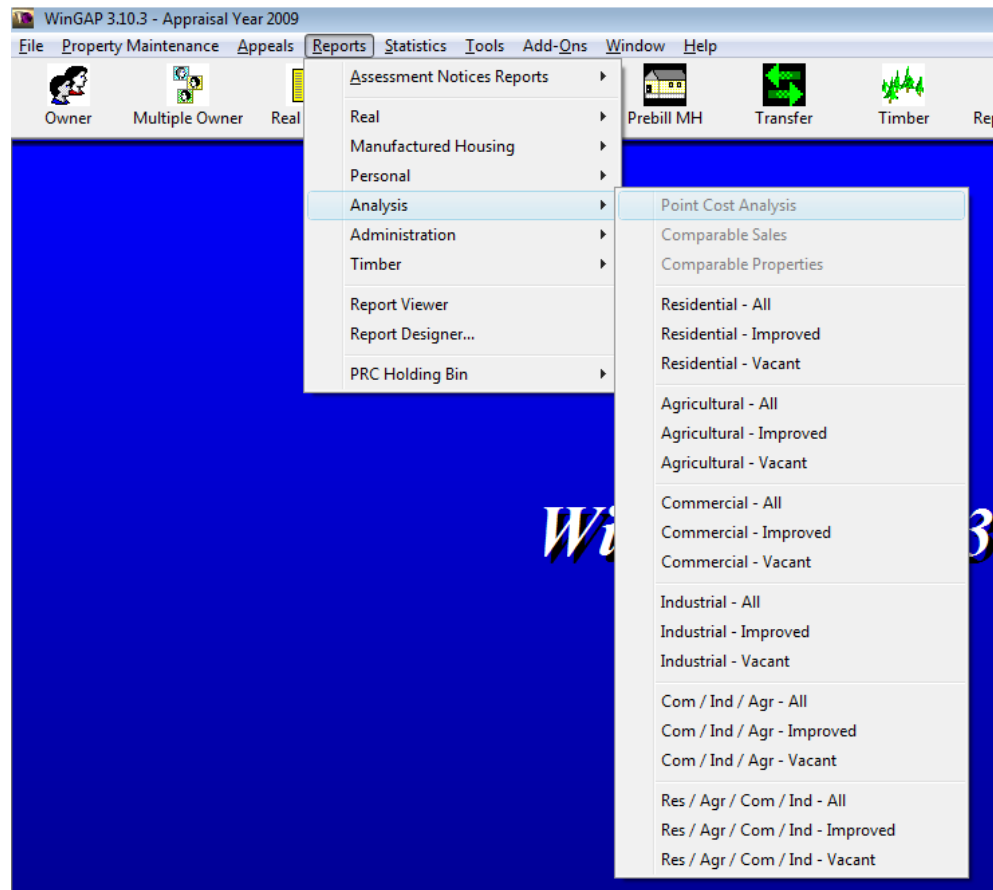 WinGAP 3.10.3 - Appraisal Year 2009
File Property Maintenance Appeals Reports Statistics Tools Add-Ons Window Help
Owner Multiple Owner Real Prebill MH Transfer Timber
Assessment Notices Reports
Real
Manufactured Housing
Personal
Analysis
Administration
Timber
Report Viewer
Report Designer...
PRC Holding Bin
Point Cost Analysis
Comparable Sales
Comparable Properties
Residential - All
Residential - Improved
Residential - Vacant
Agricultural - All
Agricultural - Improved
Agricultural - Vacant
Commercial - All
Commercial - Improved
Commercial - Vacant
Industrial - All
Industrial - Improved
Industrial - Vacant
Com / Ind / Agr - All
Com / Ind / Agr - Improved
Com / Ind / Agr - Vacant
Res / Agr / Com / Ind - All
Res / Agr / Com / Ind - Improved
Res / Agr / Com / Ind - Vacant